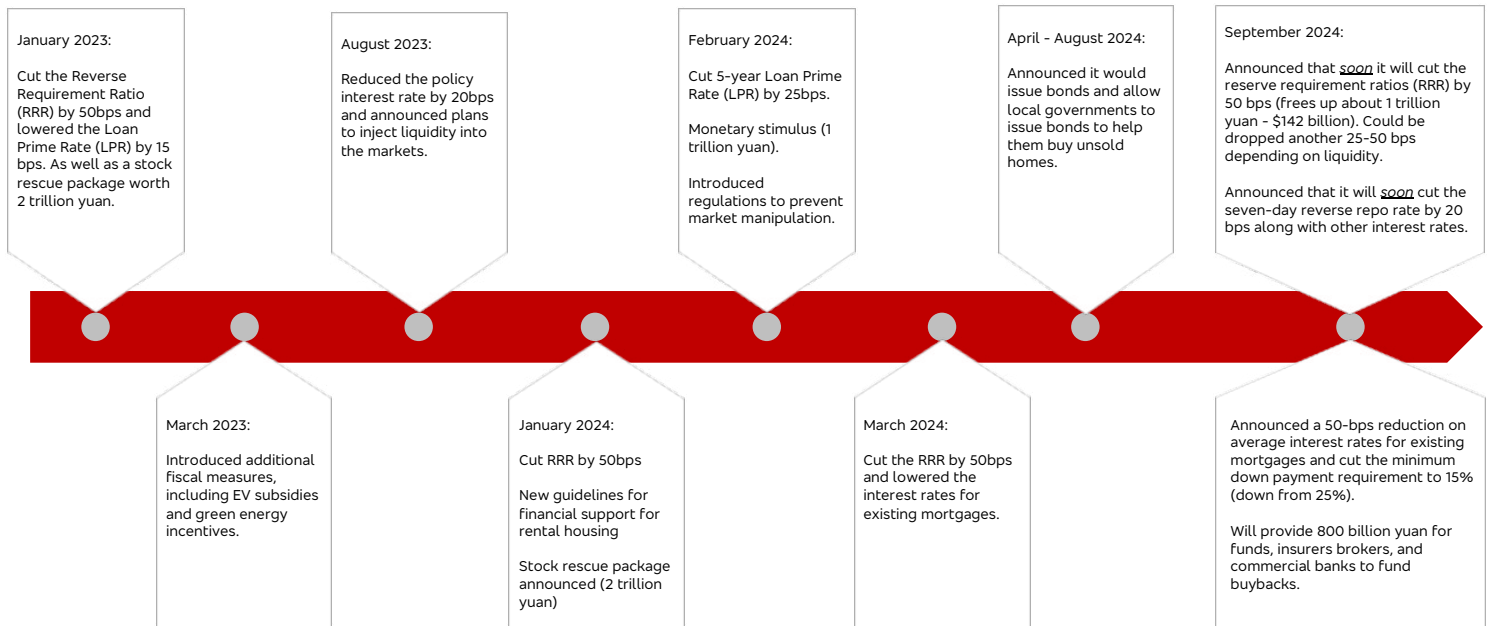 January 2023:
Cut the Reverse
Requirement Ratio
(RRR) by 50bps and
lowered the Loan
Prime Rate (LPR) by 15
bps. As well as a stock
rescue package worth
2 trillion yuan.
March 2023:
Introduced additional
fiscal measures,
including EV subsidies
and green energy
incentives.
August 2023:
Reduced the policy
interest rate by 20bps
and announced plans
to inject liquidity into
the markets.
January 2024:
Cut RRR by 50bps
New guidelines for
financial support for
rental housing
Stock rescue package
announced (2 trillion
yuan)
February 2024:
Cut 5-year Loan Prime
Rate (LPR) by 25bps.
Monetary stimulus (1
trillion yuan).
Introduced
regulations to prevent
market manipulation.
March 2024:
Cut the RRR by 50bps
and lowered the
interest rates for
existing mortgages.
April - August 2024:
Announced it would
issue bonds and allow
local governments to
issue bonds to help
them buy unsold
homes.
September 2024:
Announced that soon it will cut the
reserve requirement ratios (RRR) by
50 bps (frees up about 1 trillion
yuan - $142 billion). Could be
dropped another 25-50 bps
depending on liquidity.
Announced that it will soon cut the
seven-day reverse repo rate by 20
bps along with other interest rates.
Announced a 50-bps reduction on
average interest rates for existing
mortgages and cut the minimum
down payment requirement to 15%
(down from 25%).
Will provide 800 billion yuan for
funds, insurers brokers, and
commercial banks to fund
buybacks.